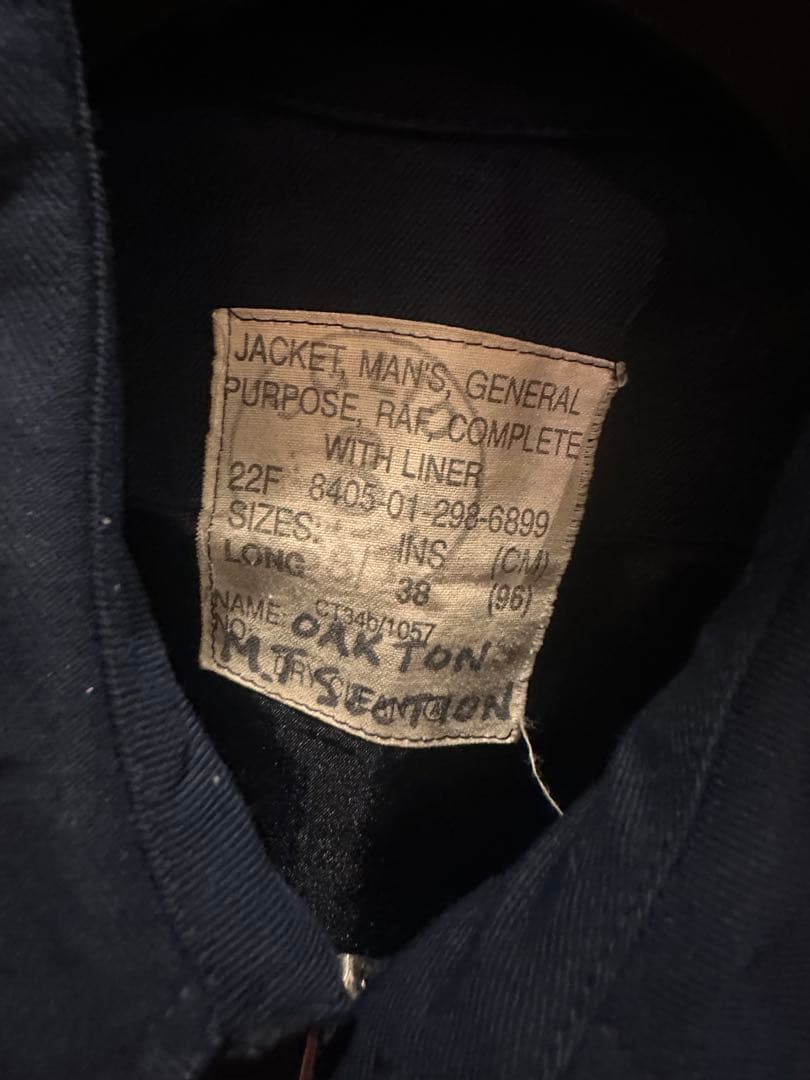 JACKET, MAN'S, GENERAL
PURPOSE, RAF, COMPLETE
WITH LINER
22F 8405-01-298-6899
SIZES: INS (CM)
LONG 38 (96)
CT34b/1057
NAME: OAKTON
NO.
M.T SECTION